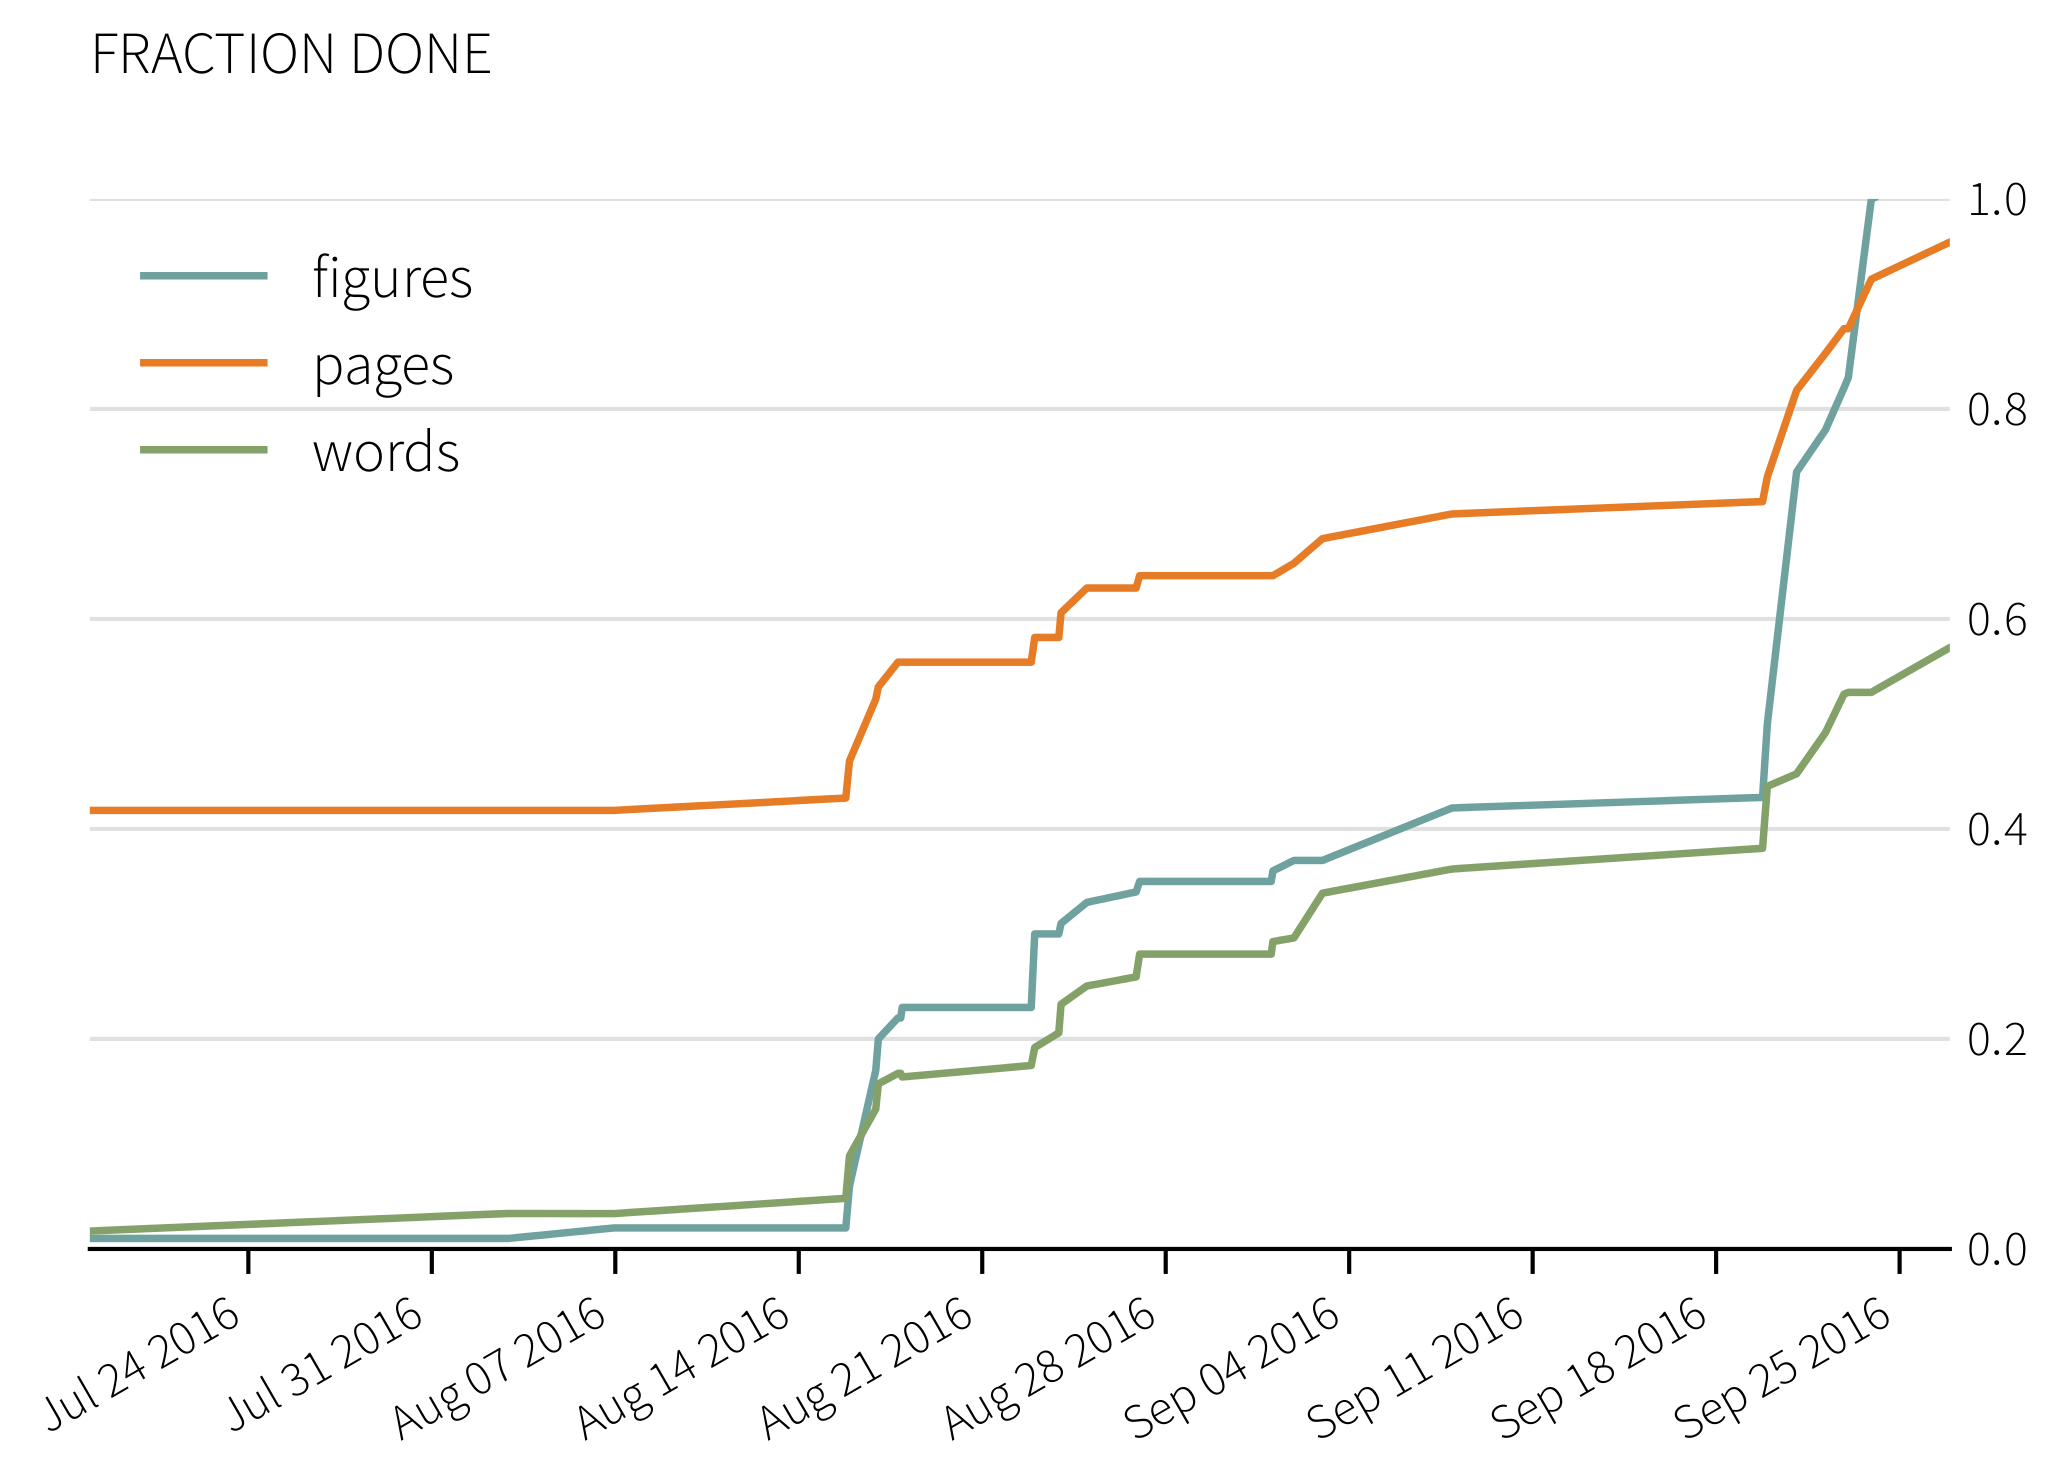 FRACTION DONE
figures
pages
words
1.0
0.8
0.6
0.4
0.2
0.0
Jul 24 2016
Jul 31 2016
Aug 07 2016
Aug 14 2016
Aug 21 2016
Aug 28 2016
Sep 04 2016
Sep 11 2016
Sep 18 2016
Sep 25 2016